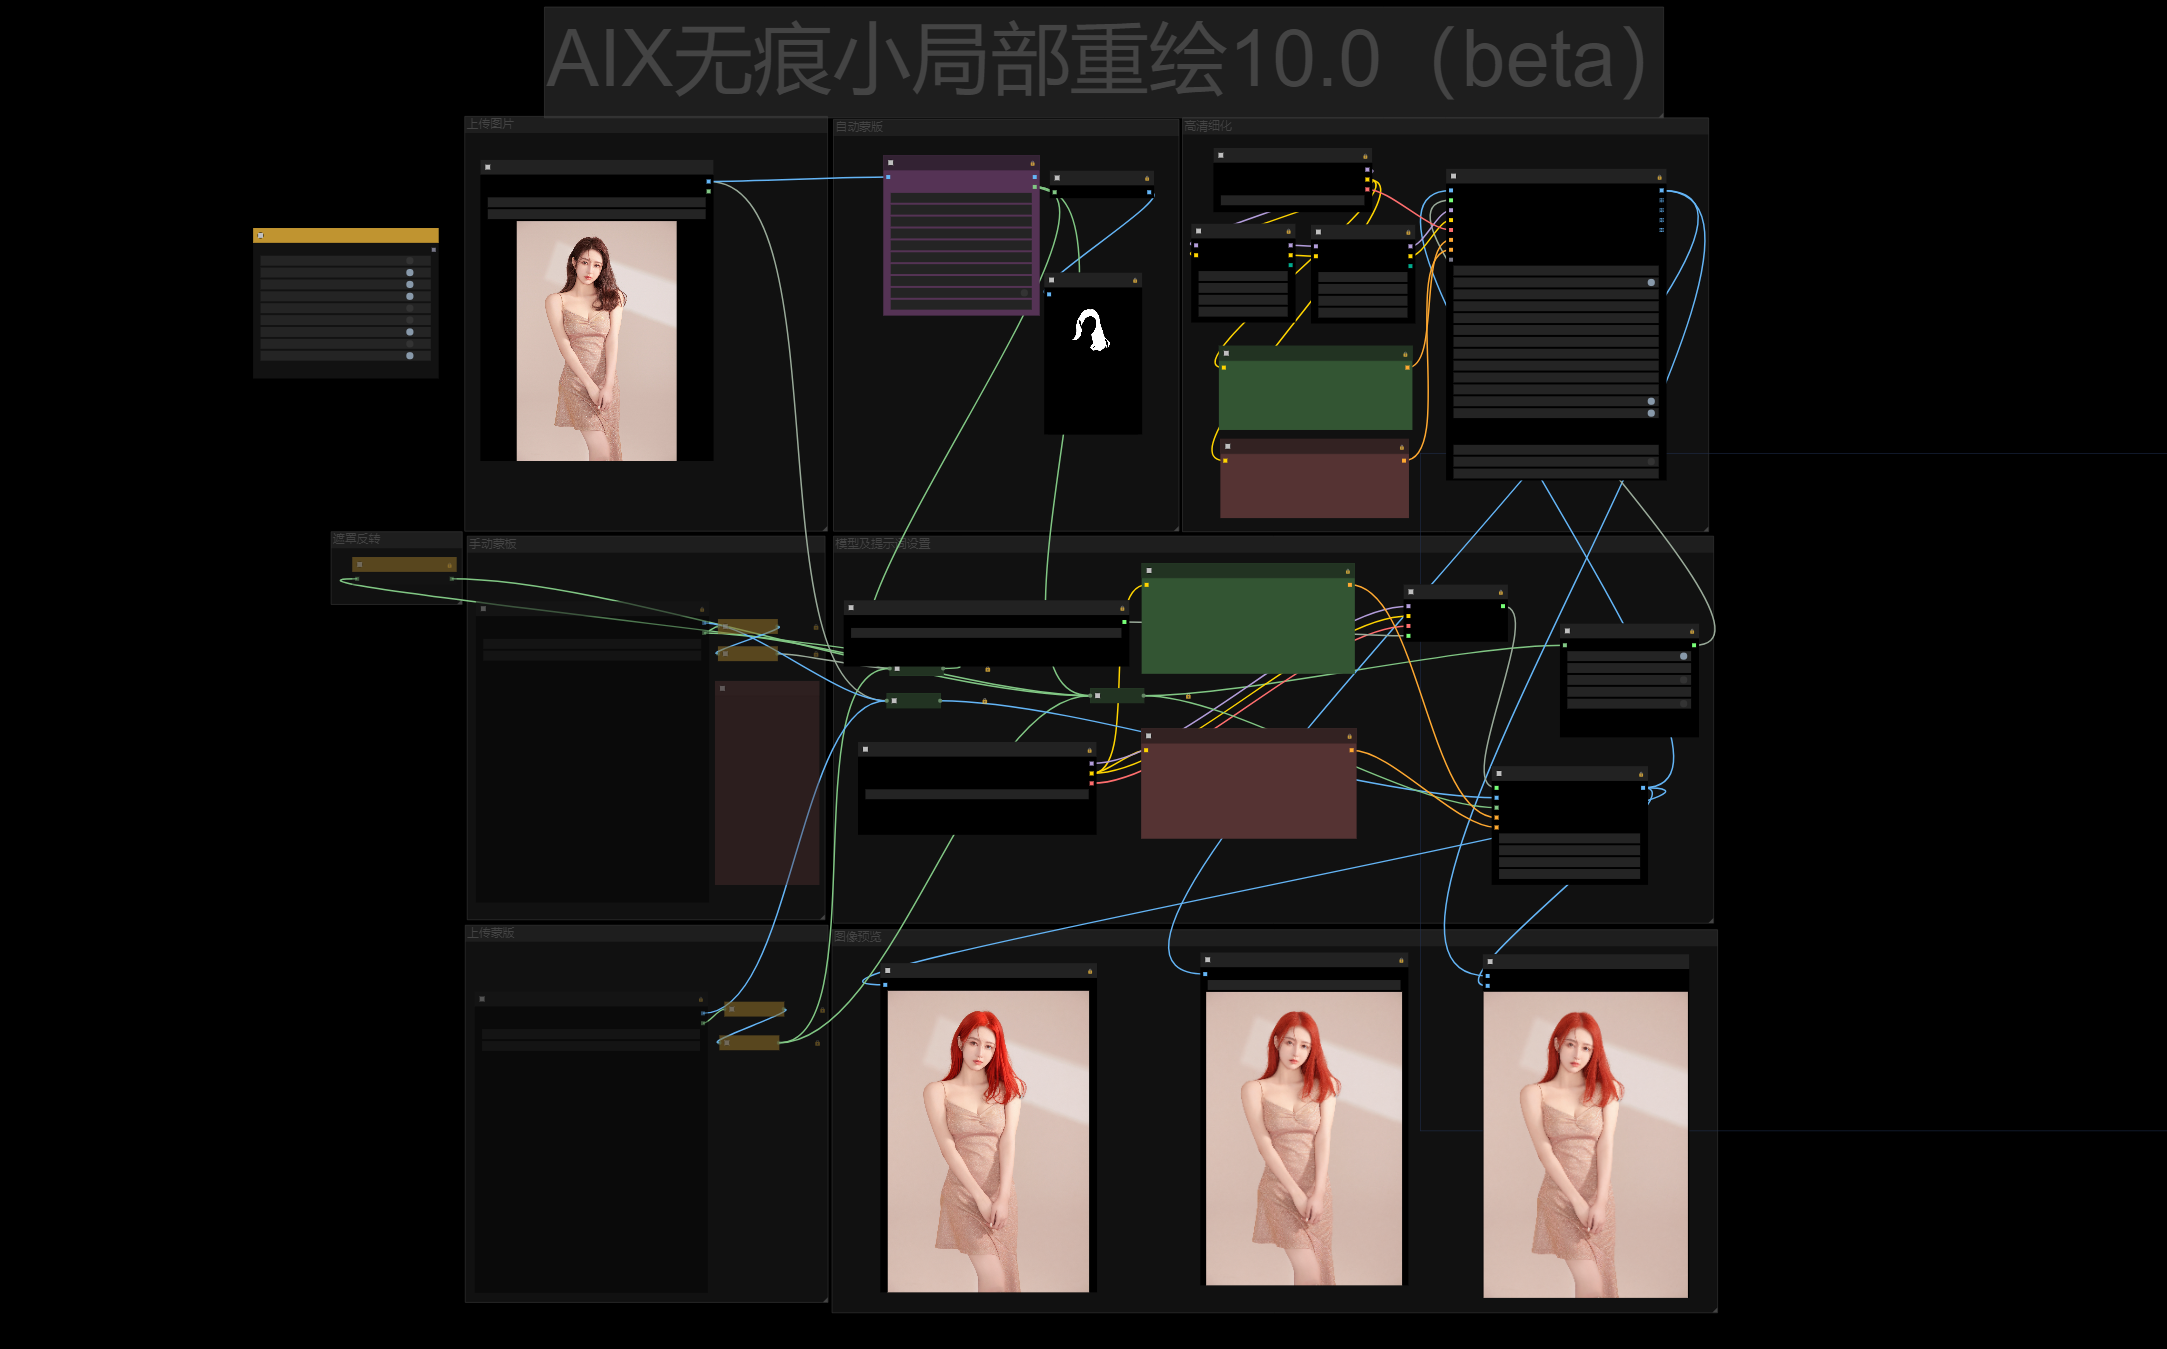 AIX无痕小局部重绘10.0（beta）
上传图片
自动蒙版
高清细化
遮罩反转
手动蒙板
模型及提示词设置
上传蒙版
图像预览